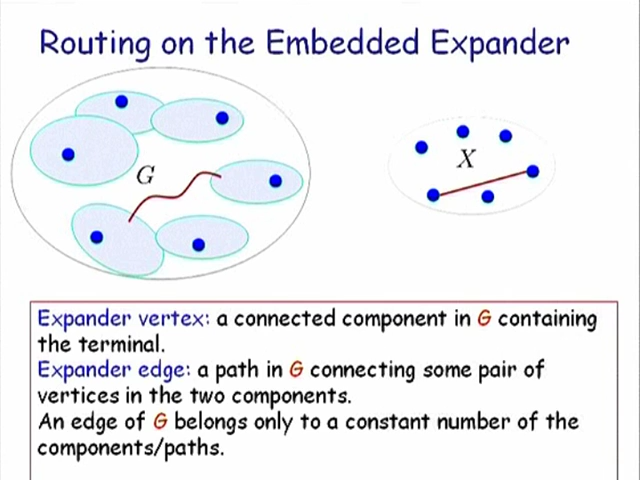 Routing on the Embedded Expander
G
X
Expander vertex: a connected component in G containing
the terminal.
Expander edge: a path in G connecting some pair of
vertices in the two components.
An edge of G belongs only to a constant number of the
components/paths.